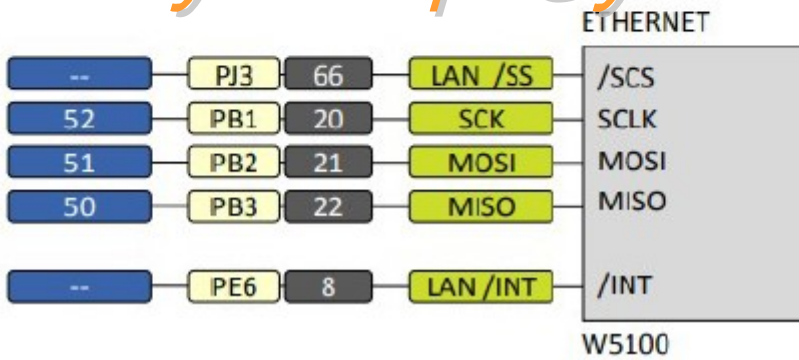 ETHERNET
-- PJ3 66 LAN /SS /SCS
52 PB1 20 SCK SCLK
51 PB2 21 MOSI MOSI
50 PB3 22 MISO MISO
-- PE6 8 LAN /INT /INT
W5100